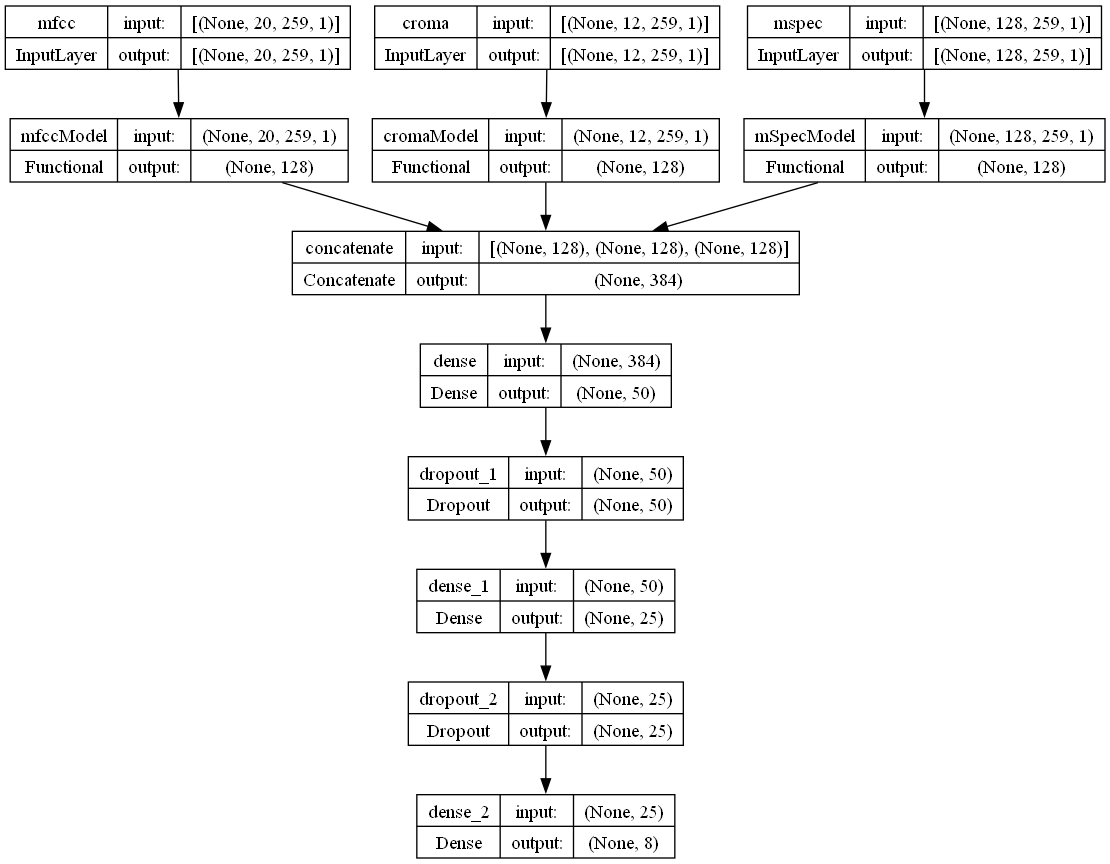 mfcc input: [(None, 20, 259, 1)]
InputLayer output: [(None, 20, 259, 1)]
croma input: [(None, 12, 259, 1)]
InputLayer output: [(None, 12, 259, 1)]
mspec input: [(None, 128, 259, 1)]
InputLayer output: [(None, 128, 259, 1)]
mfccModel input: (None, 20, 259, 1)
Functional output: (None, 128)
cromaModel input: (None, 12, 259, 1)
Functional output: (None, 128)
mSpecModel input: (None, 128, 259, 1)
Functional output: (None, 128)
concatenate input: [(None, 128), (None, 128), (None, 128)]
Concatenate output: (None, 384)
dense input: (None, 384)
Dense output: (None, 50)
dropout_1 input: (None, 50)
Dropout output: (None, 50)
dense_1 input: (None, 50)
Dense output: (None, 25)
dropout_2 input: (None, 25)
Dropout output: (None, 25)
dense_2 input: (None, 25)
Dense output: (None, 8)